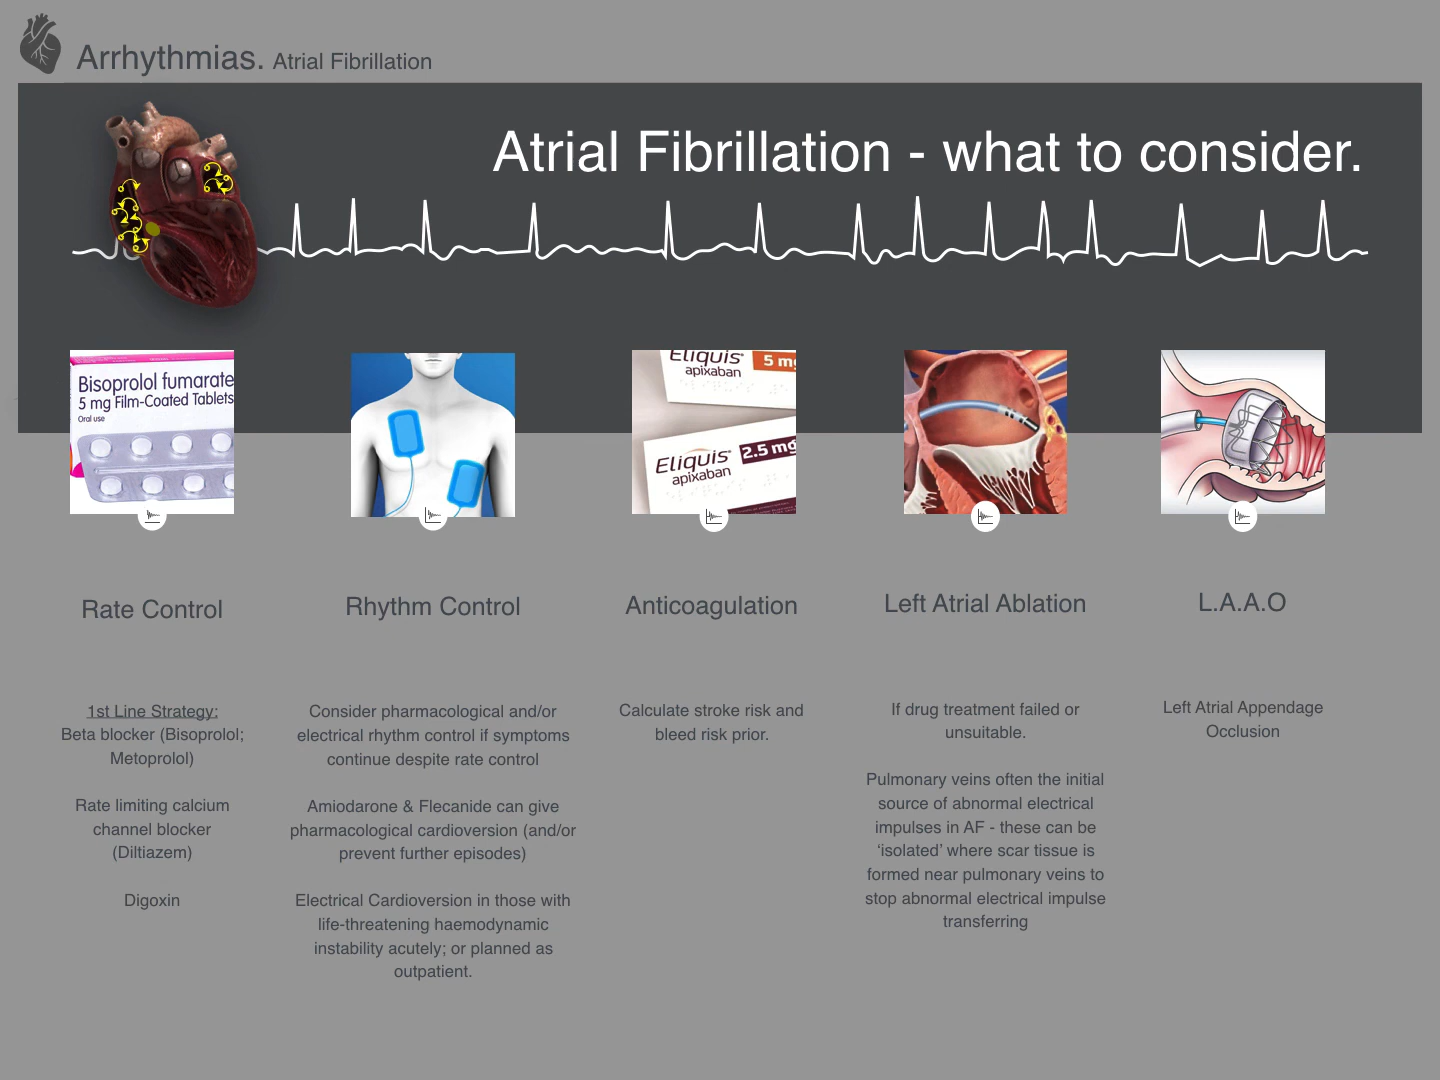 Arrhythmias. Atrial Fibrillation
Atrial Fibrillation - what to consider.
Bisoprolol fumarate
5 mg Film-Coated Tablets
Oral use
Eliquis
apixaban
5 mg
Eliquis
apixaban
2.5 mg
Rate Control
Rhythm Control
Anticoagulation
Left Atrial Ablation
L.A.A.O
1st Line Strategy:
Beta blocker (Bisoprolol;
Metoprolol)
Rate limiting calcium
channel blocker
(Diltiazem)
Digoxin
Consider pharmacological and/or
electrical rhythm control if symptoms
continue despite rate control
Amiodarone & Flecanide can give
pharmacological cardioversion (and/or
prevent further episodes)
Electrical Cardioversion in those with
life-threatening haemodynamic
instability acutely; or planned as
outpatient.
Calculate stroke risk and
bleed risk prior.
If drug treatment failed or
unsuitable.
Pulmonary veins often the initial
source of abnormal electrical
impulses in AF - these can be
‘isolated’ where scar tissue is
formed near pulmonary veins to
stop abnormal electrical impulse
transferring
Left Atrial Appendage
Occlusion